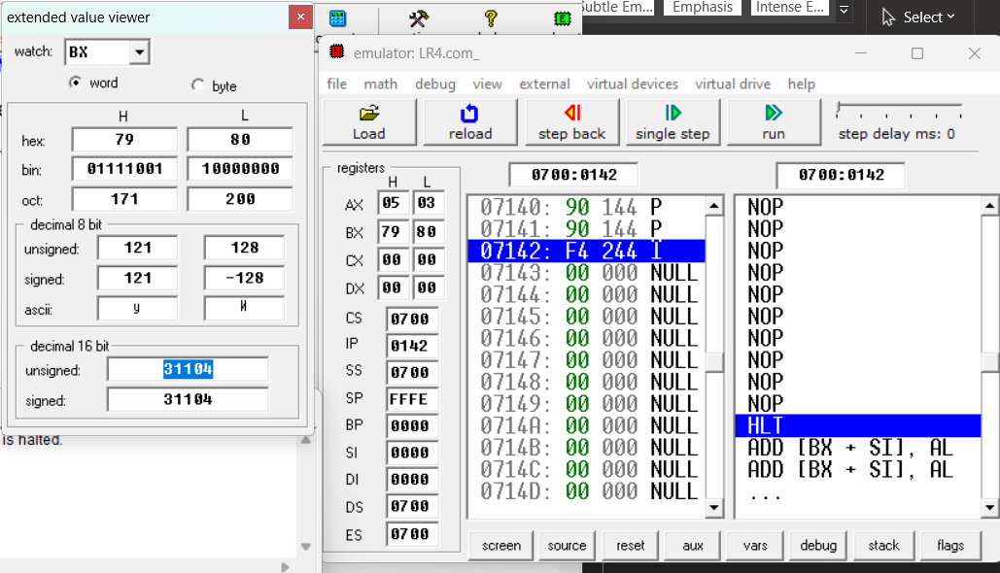 extended value viewer
watch: BX
word byte
H L
hex: 79 80
bin: 01111001 10000000
oct: 171 200
decimal 8 bit
unsigned: 121 128
signed: 121 -128
ascii: y И
decimal 16 bit
unsigned: 31104
signed: 31104
is halted.
Subtle Em... Emphasis Intense E... Select
emulator: LR4.com_
file math debug view external virtual devices virtual drive help
Load reload step back single step run step delay ms: 0
registers
H L
AX 05 03
BX 79 80
CX 00 00
DX 00 00
CS 0700
IP 0142
SS 0700
SP FFFE
BP 0000
SI 0000
DI 0000
DS 0700
ES 0700
0700:0142
07140: 90 144 P
07141: 90 144 P
07142: F4 244
07143: 00 000 NULL
07144: 00 000 NULL
07145: 00 000 NULL
07146: 00 000 NULL
07147: 00 000 NULL
07148: 00 000 NULL
07149: 00 000 NULL
0714A: 00 000 NULL
0714B: 00 000 NULL
0714C: 00 000 NULL
0714D: 00 000 NULL
0700:0142
NOP
NOP
NOP
NOP
NOP
NOP
NOP
NOP
NOP
NOP
HLT
ADD [BX + SI], AL
ADD [BX + SI], AL
...
screen source reset aux vars debug stack flags